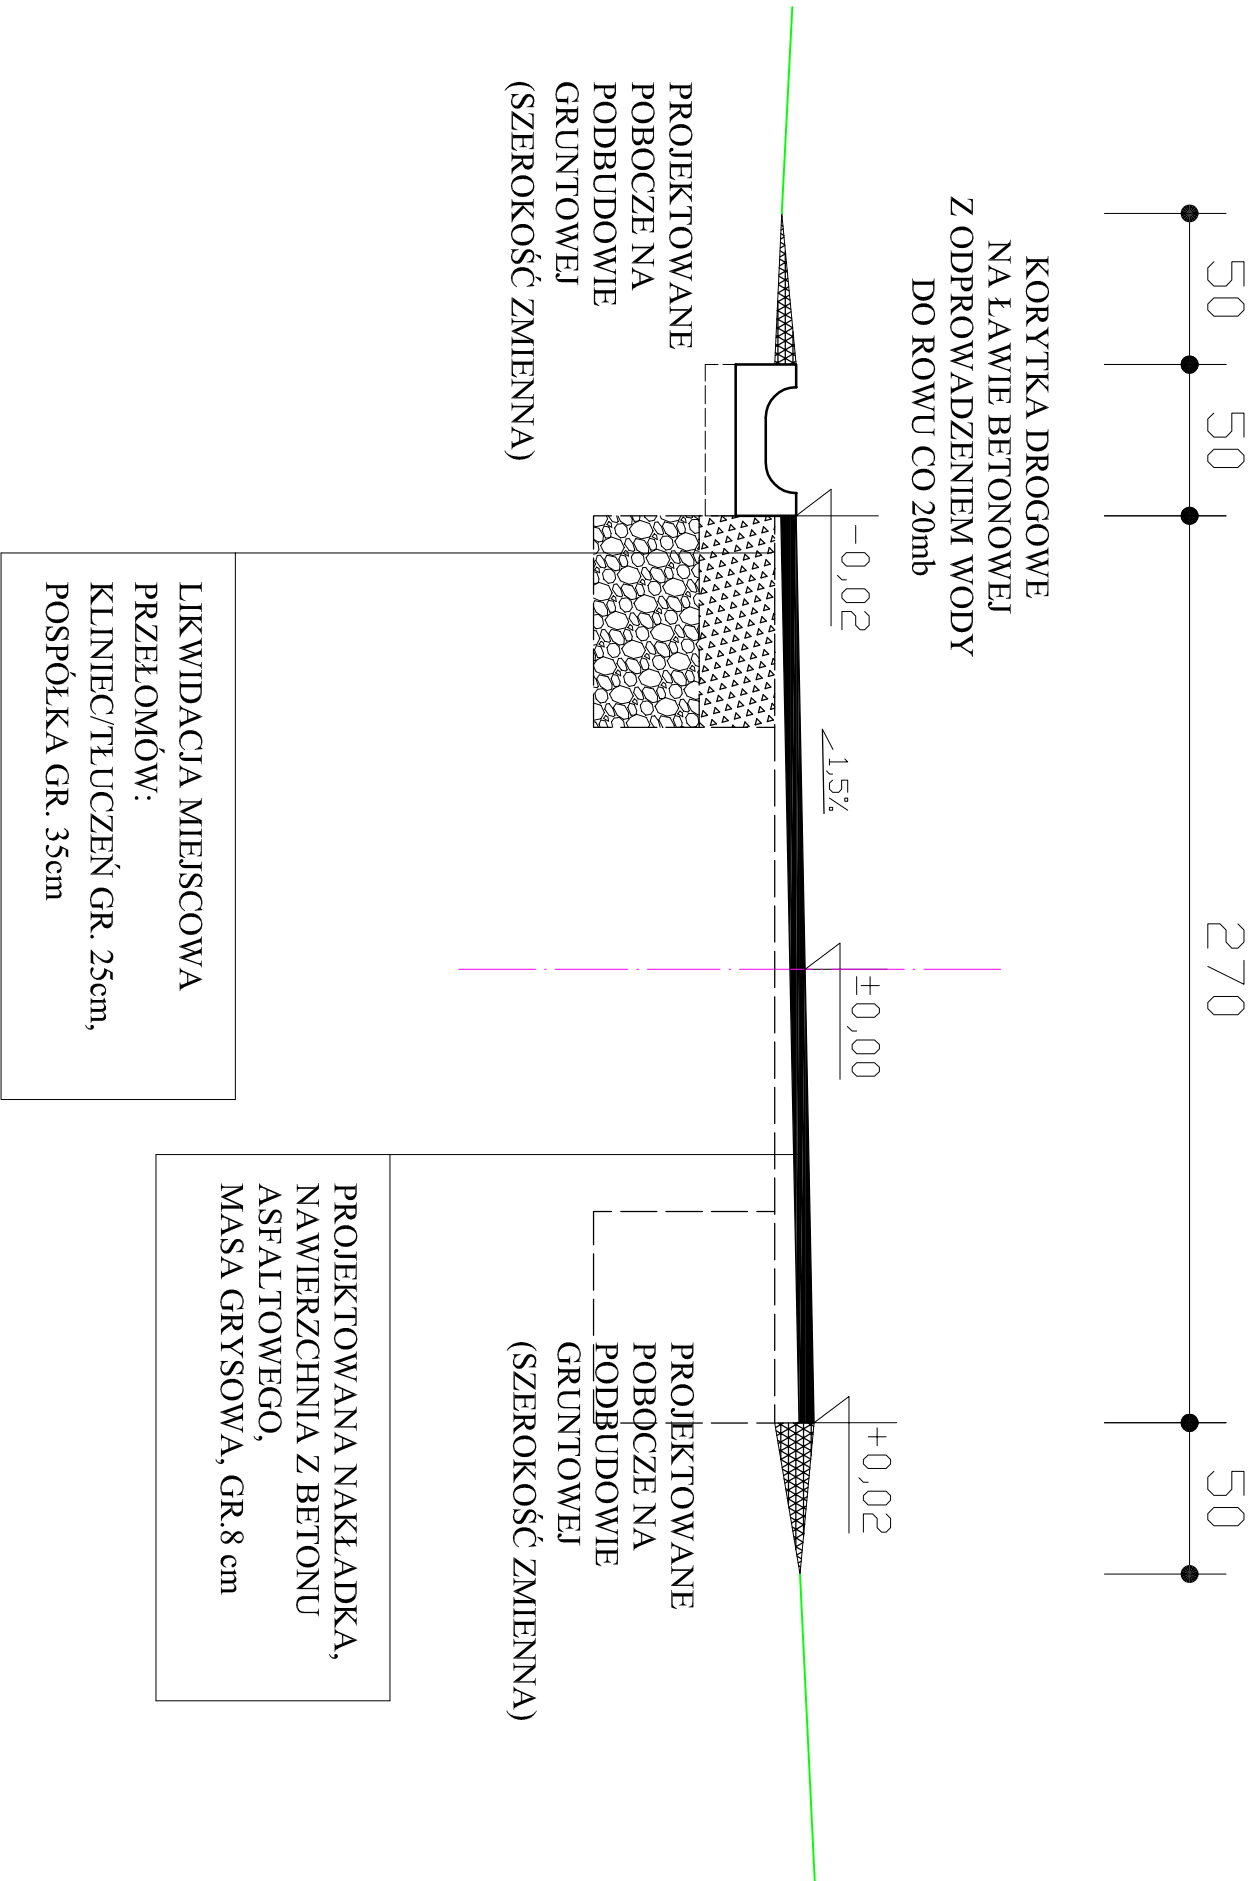 50
50
270
50
KORYTKA DROGOWE
NA ŁAWIE BETONOWEJ
Z ODPROWADZENIEM WODY
DO ROWU CO 20mb
-0,02
1,5%
±0,00
+0,02
PROJEKTOWANE
POBOCZE NA
PODBUDOWIE
GRUNTOWEJ
(SZEROKOŚĆ ZMIENNA)
PROJEKTOWANE
POBOCZE NA
PODBUDOWIE
GRUNTOWEJ
(SZEROKOŚĆ ZMIENNA)
LIKWIDACJA MIEJSCOWA
PRZEŁOMÓW:
KLINIEC/TŁUCZEŃ GR. 25cm,
POSPÓŁKA GR. 35cm
PROJEKTOWANA NAKŁADKA,
NAWIERZCHNIA Z BETONU
ASFALTOWEGO,
MASA GRYSOWA, GR.8 cm